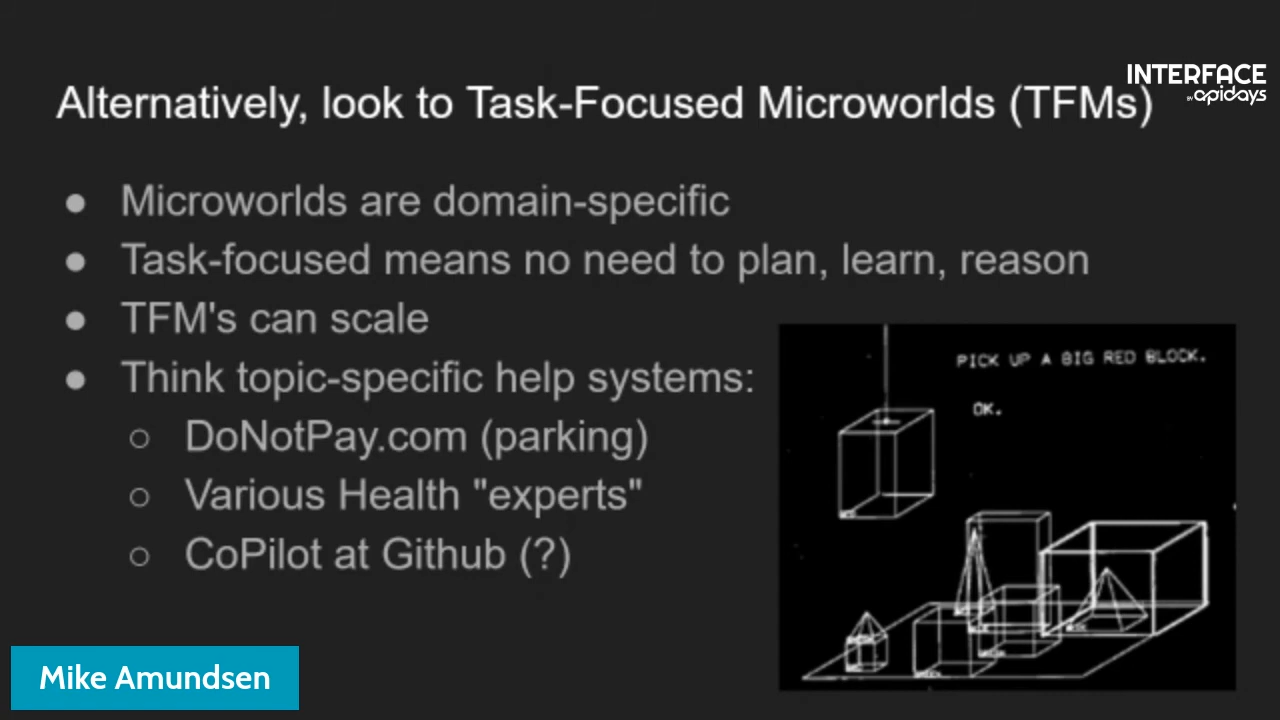 INTERFACE
BY apidays
Alternatively, look to Task-Focused Microworlds (TFMs)
● Microworlds are domain-specific
● Task-focused means no need to plan, learn, reason
● TFM's can scale
● Think topic-specific help systems:
○ DoNotPay.com (parking)
○ Various Health "experts"
○ CoPilot at Github (?)
PICK UP A BIG RED BLOCK.
OK.
Mike Amundsen